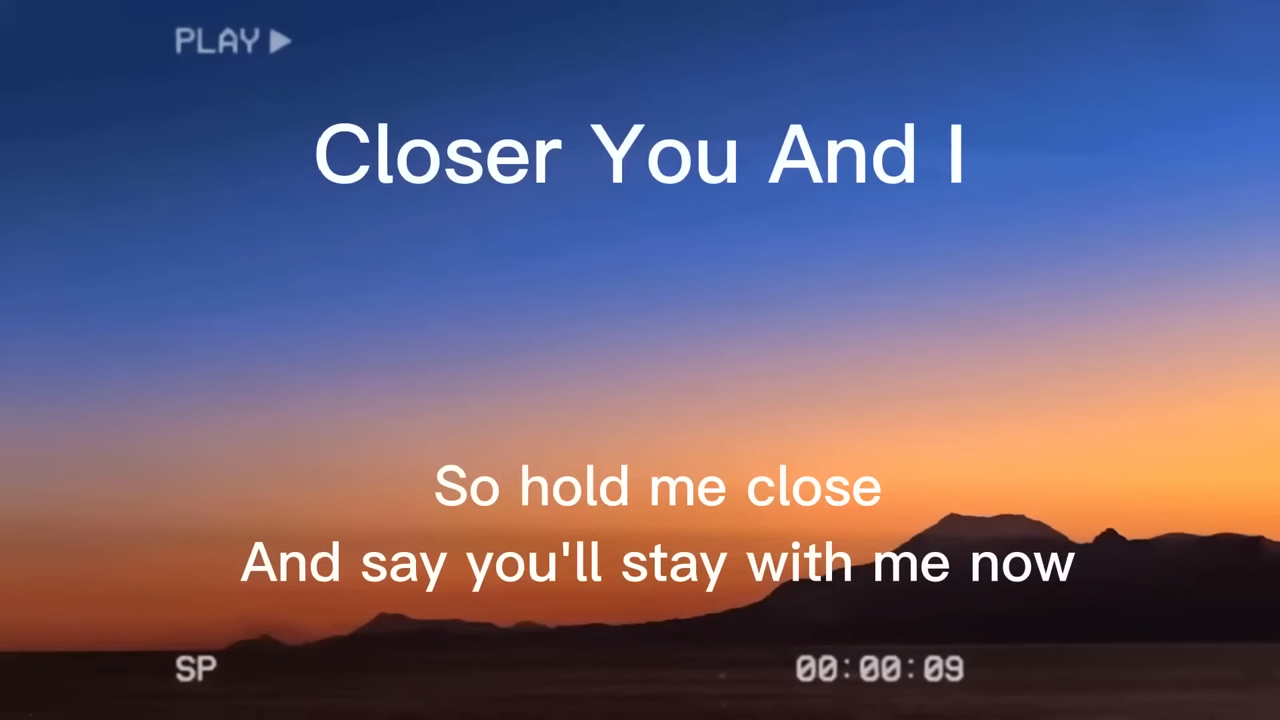 PLAY ▶
Closer You And I
So hold me close
And say you'll stay with me now
SP
00:00:09